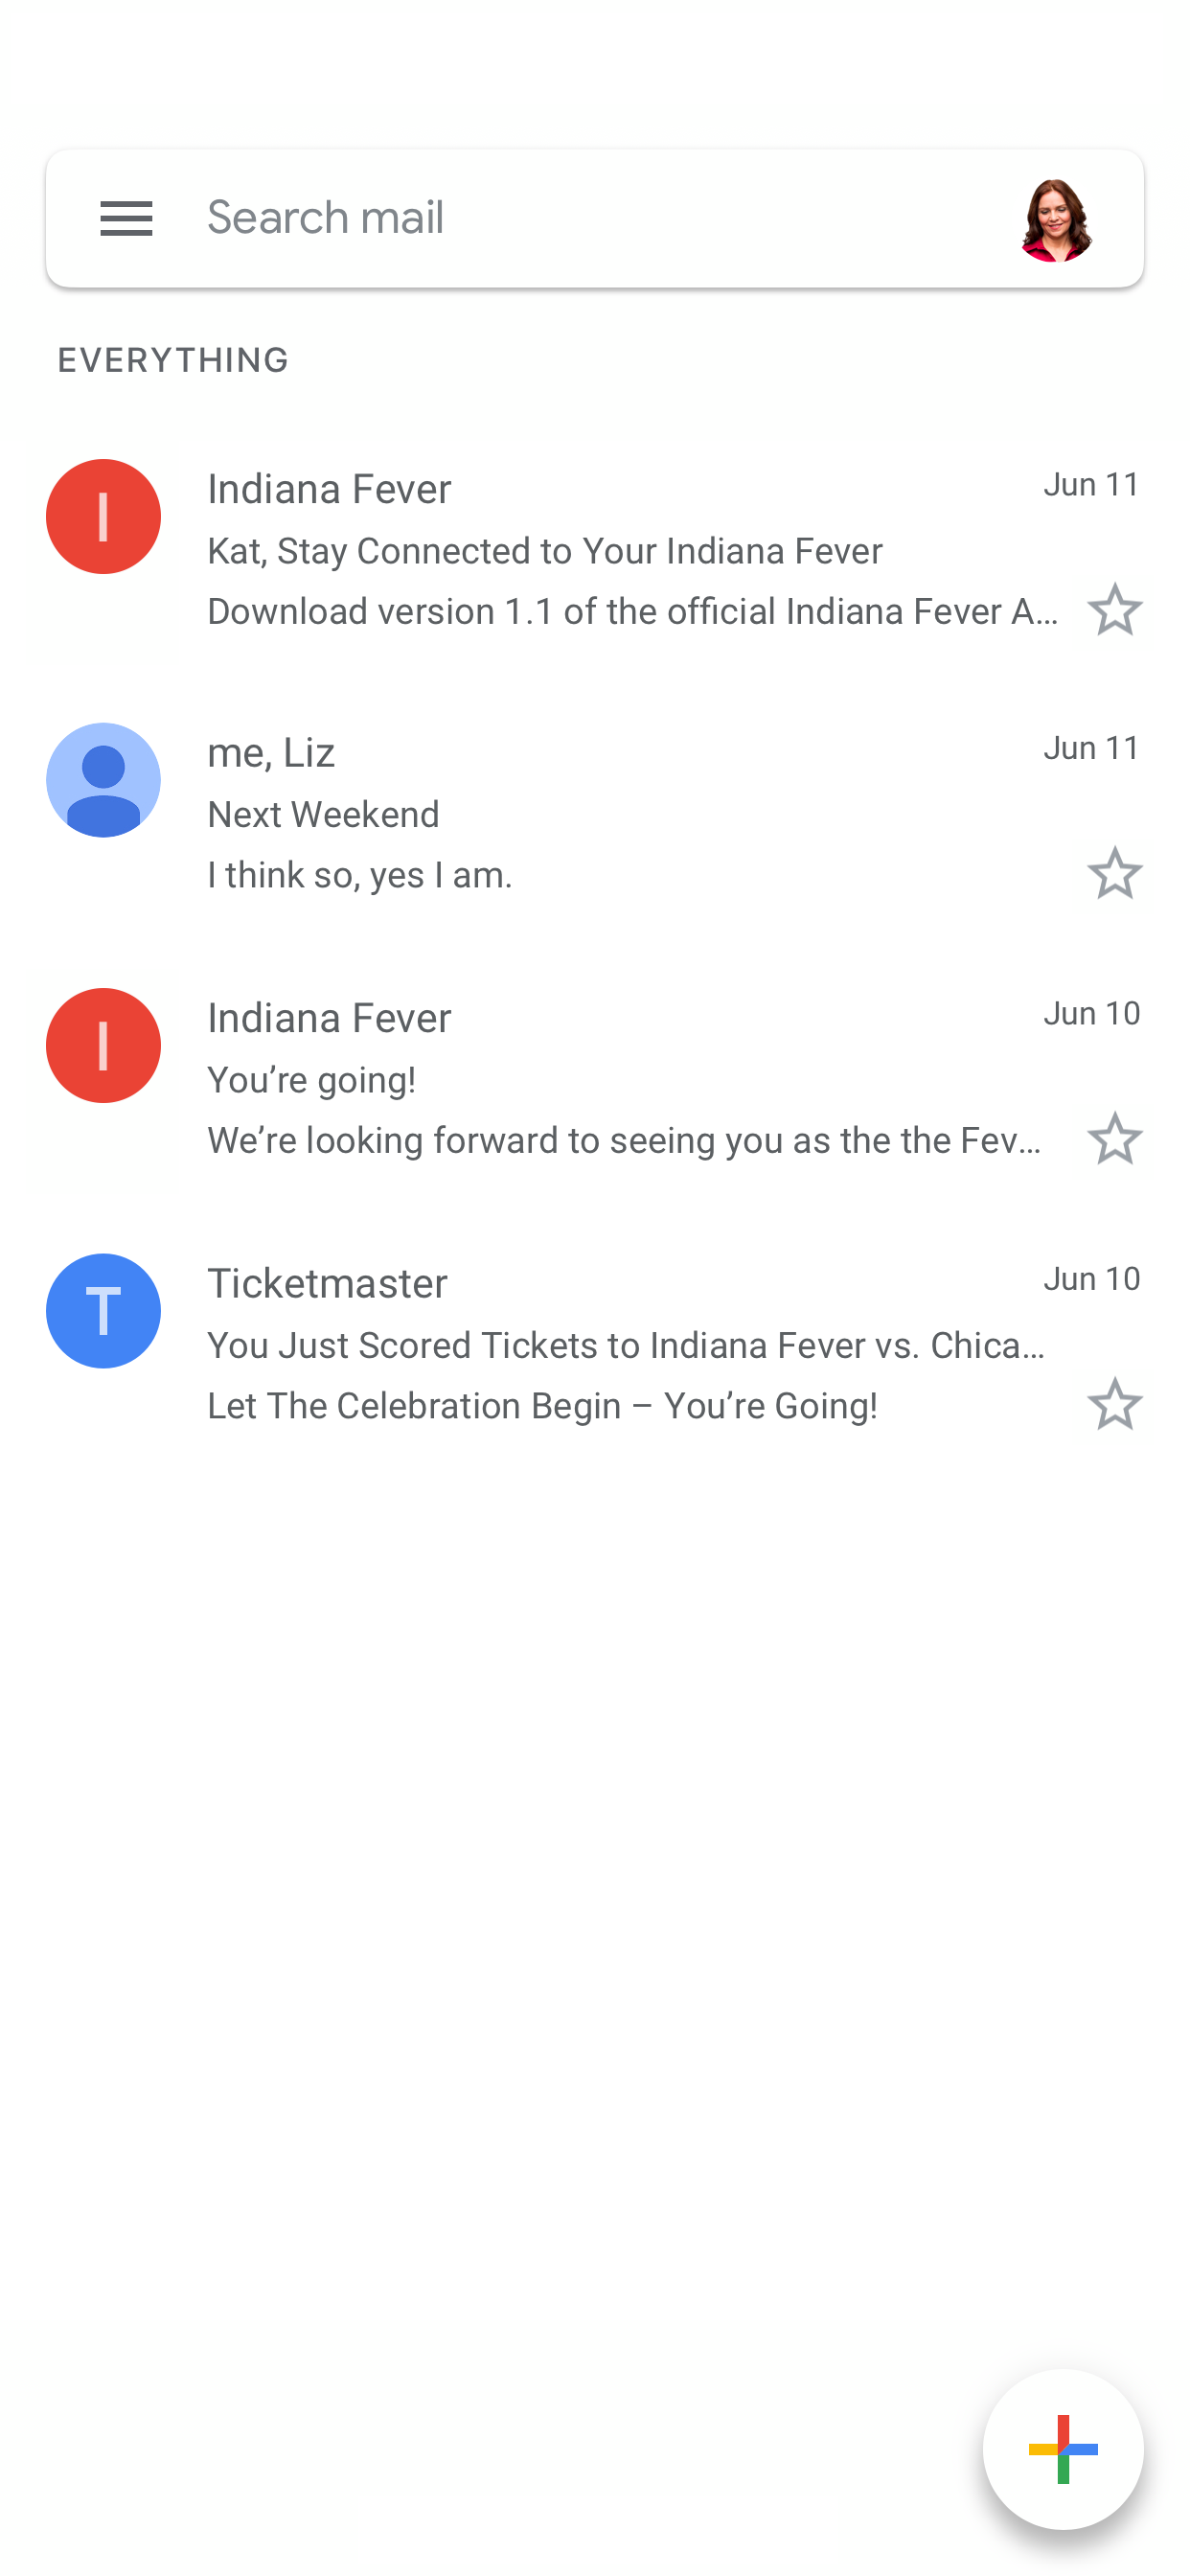 Search mail
EVERYTHING
I
Indiana Fever
Jun 11
Kat, Stay Connected to Your Indiana Fever
Download version 1.1 of the official Indiana Fever A...
me, Liz
Jun 11
Next Weekend
I think so, yes I am.
I
Indiana Fever
Jun 10
You’re going!
We’re looking forward to seeing you as the the Fev...
T
Ticketmaster
Jun 10
You Just Scored Tickets to Indiana Fever vs. Chica...
Let The Celebration Begin – You’re Going!